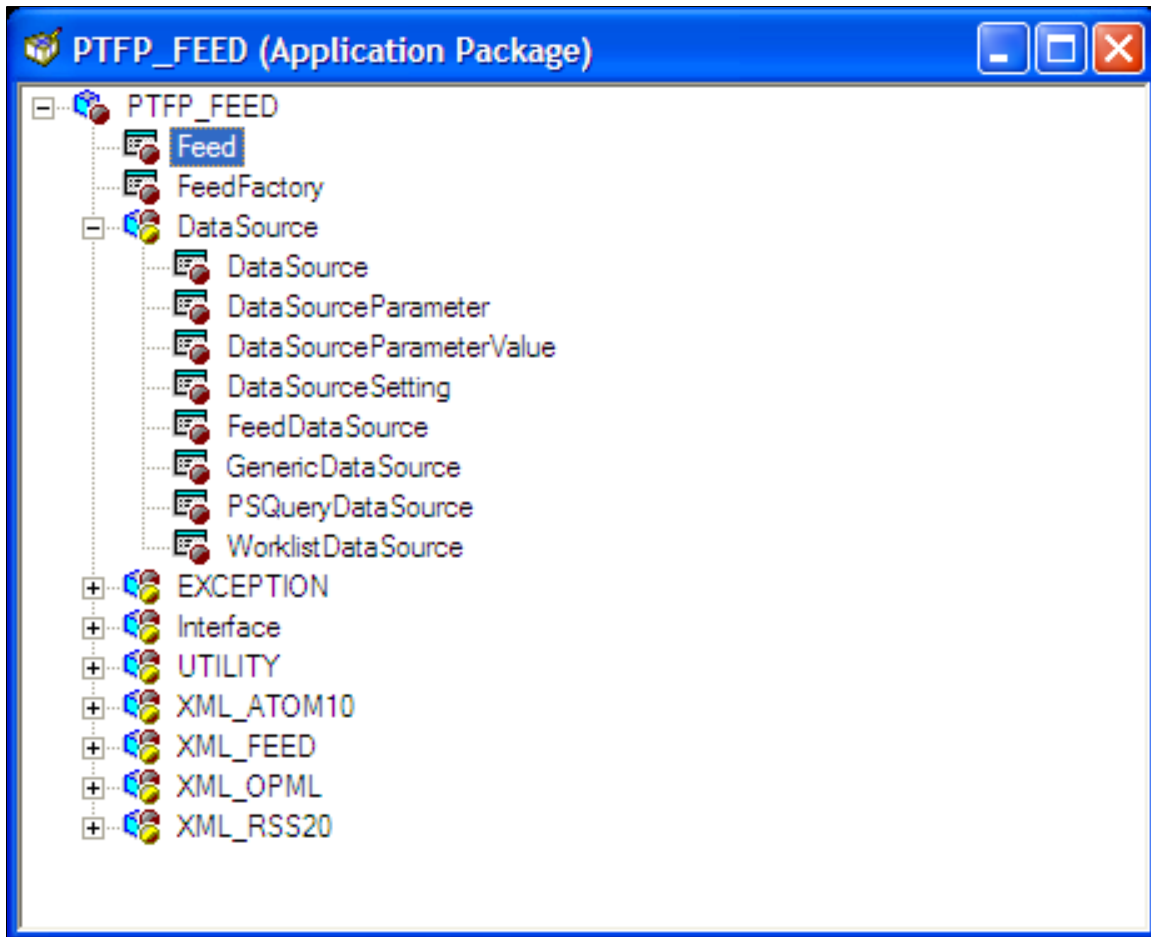 PTFP_FEED (Application Package)
PTFP_FEED
Feed
FeedFactory
DataSource
DataSource
DataSourceParameter
DataSourceParameterValue
DataSourceSetting
FeedDataSource
GenericDataSource
PSQueryDataSource
WorklistDataSource
EXCEPTION
Interface
UTILITY
XML_ATOM10
XML_FEED
XML_OPML
XML_RSS20